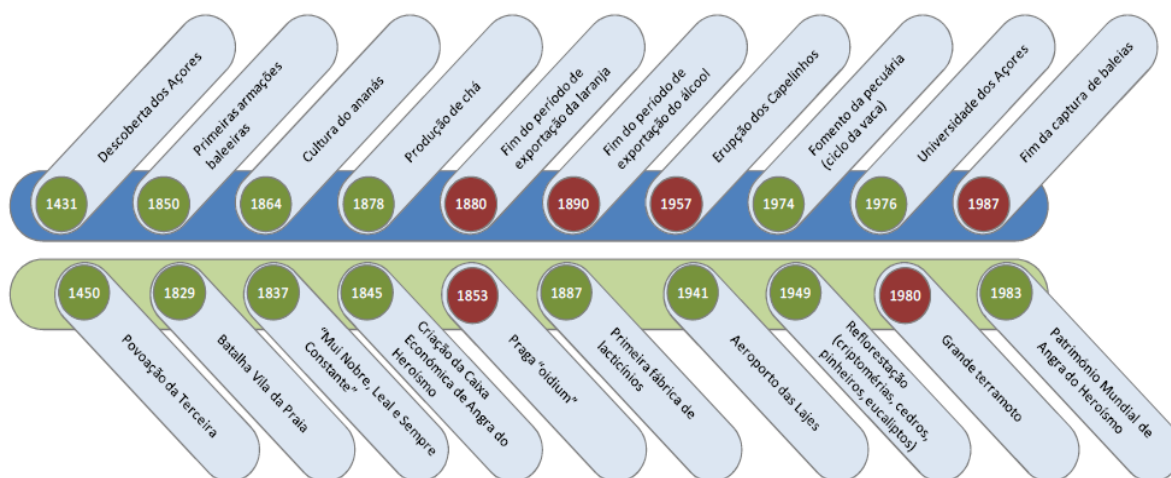 1431
Descoberta dos Açores
1850
Primeiras armações
baleeiras
1864
Cultura do ananás
1878
Produção de chá
1880
Fim do período de
exportação da laranja
1890
Fim do período de
exportação do álcool
1957
Erupção dos Capelinhos
1974
Fomento da pecuária
(ciclo da vaca)
1976
Universidade dos Açores
1987
Fim da captura de baleias
1450
Povoação da Terceira
1829
Batalha Vila da Praia
1837
"Mui Nobre, Leal e Sempre
Constante"
1845
Criação da Caixa
Económica de Angra do
Heroísmo
1853
Praga "oidium"
1887
Primeira fábrica de
lacticínios
1941
Aeroporto das Lajes
1949
Reflorestação
(criptomérias, cedros,
pinheiros, eucaliptos)
1980
Grande terramoto
1983
Património Mundial de
Angra do Heroísmo